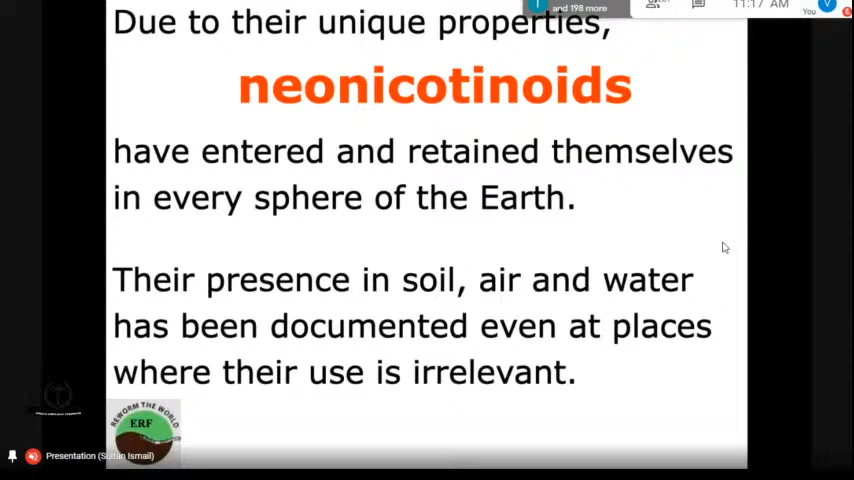 and 198 more
11:17 AM
You
Due to their unique properties,
neonicotinoids
have entered and retained themselves
in every sphere of the Earth.
Their presence in soil, air and water
has been documented even at places
where their use is irrelevant.
REWORM THE WORLD
ERF
Presentation (Sultan Ismail)